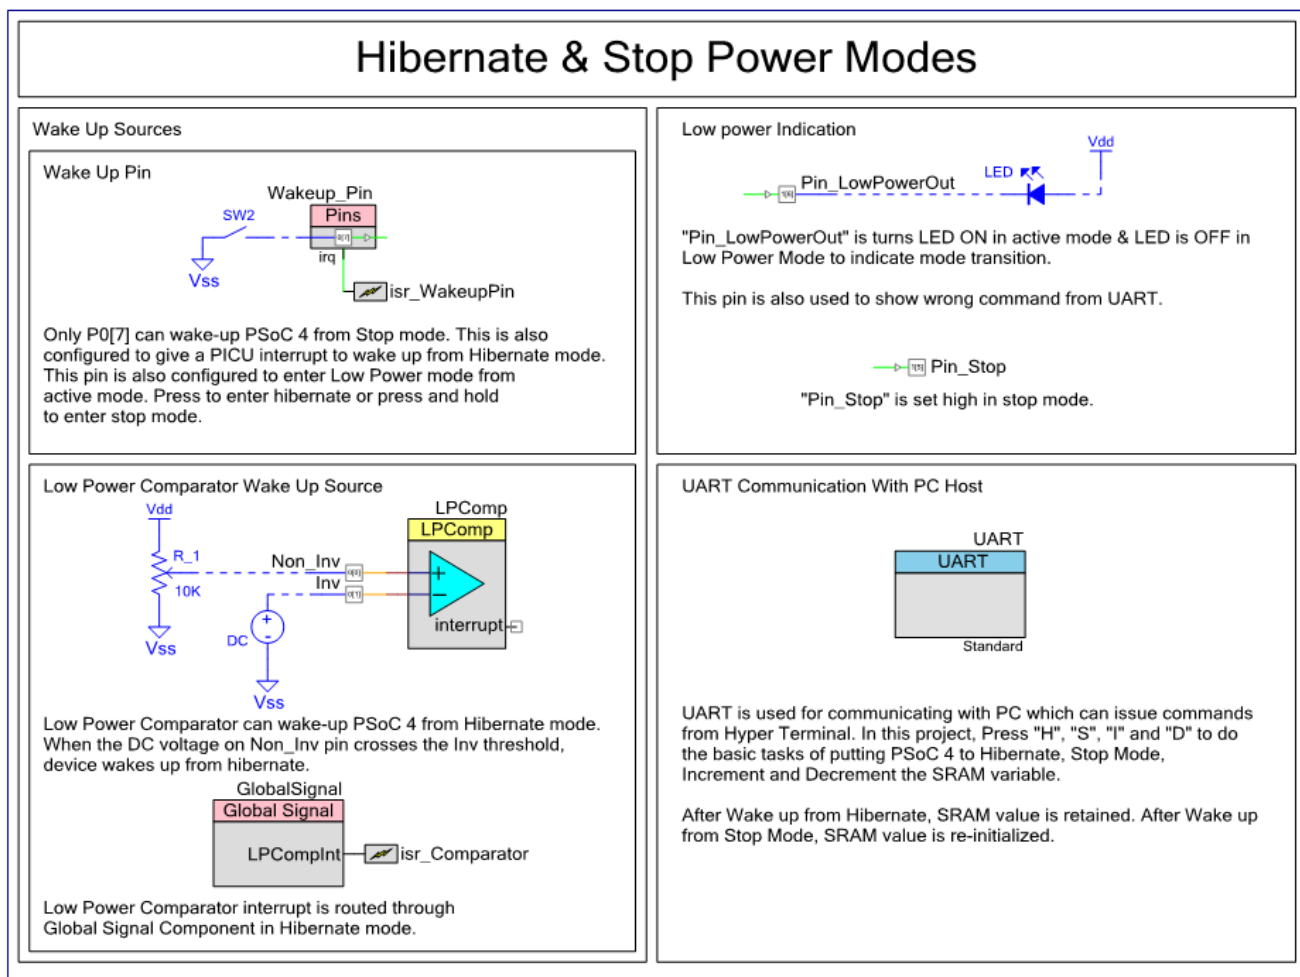 Hibernate & Stop Power Modes
Wake Up Sources
Wake Up Pin
Wakeup_Pin
Pins
SW2
0[7]
irq
Vss
isr_WakeupPin
Only P0[7] can wake-up PSoC 4 from Stop mode. This is also
configured to give a PICU interrupt to wake up from Hibernate mode.
This pin is also configured to enter Low Power mode from
active mode. Press to enter hibernate or press and hold
to enter stop mode.
Low Power Comparator Wake Up Source
Vdd
LPComp
LPComp
R_1
10K
Non_Inv
0[0]
+
Inv
0[1]
−
Vss
DC
+
-
interrupt
Vss
Low Power Comparator can wake-up PSoC 4 from Hibernate mode.
When the DC voltage on Non_Inv pin crosses the Inv threshold,
device wakes up from hibernate.
GlobalSignal
Global Signal
LPCompInt
isr_Comparator
Low Power Comparator interrupt is routed through
Global Signal Component in Hibernate mode.
Low power Indication
Vdd
LED
Pin_LowPowerOut
1[6]
"Pin_LowPowerOut" is turns LED ON in active mode & LED is OFF in
Low Power Mode to indicate mode transition.
This pin is also used to show wrong command from UART.
1[5]
Pin_Stop
"Pin_Stop" is set high in stop mode.
UART Communication With PC Host
UART
UART
Standard
UART is used for communicating with PC which can issue commands
from Hyper Terminal. In this project, Press "H", "S", "I" and "D" to do
the basic tasks of putting PSoC 4 to Hibernate, Stop Mode,
Increment and Decrement the SRAM variable.
After Wake up from Hibernate, SRAM value is retained. After Wake up
from Stop Mode, SRAM value is re-initialized.